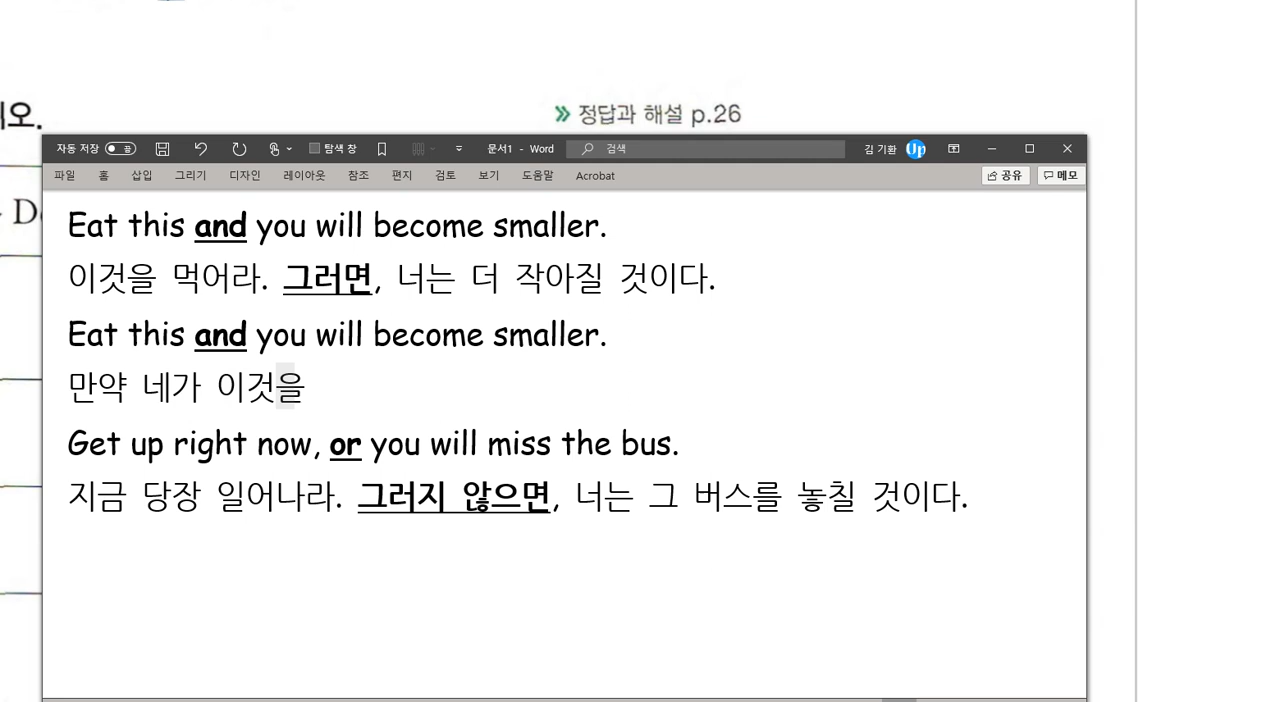 오.
» 정답과 해설 p.26
자동 저장 끔 탐색 창 문서1 - Word 검색 김 기환 Up
파일 홈 삽입 그리기 디자인 레이아웃 참조 편지 검토 보기 도움말 Acrobat 공유 메모
Eat this and you will become smaller.
이것을 먹어라. 그러면, 너는 더 작아질 것이다.
Eat this and you will become smaller.
만약 네가 이것을
Get up right now, or you will miss the bus.
지금 당장 일어나라. 그러지 않으면, 너는 그 버스를 놓칠 것이다.